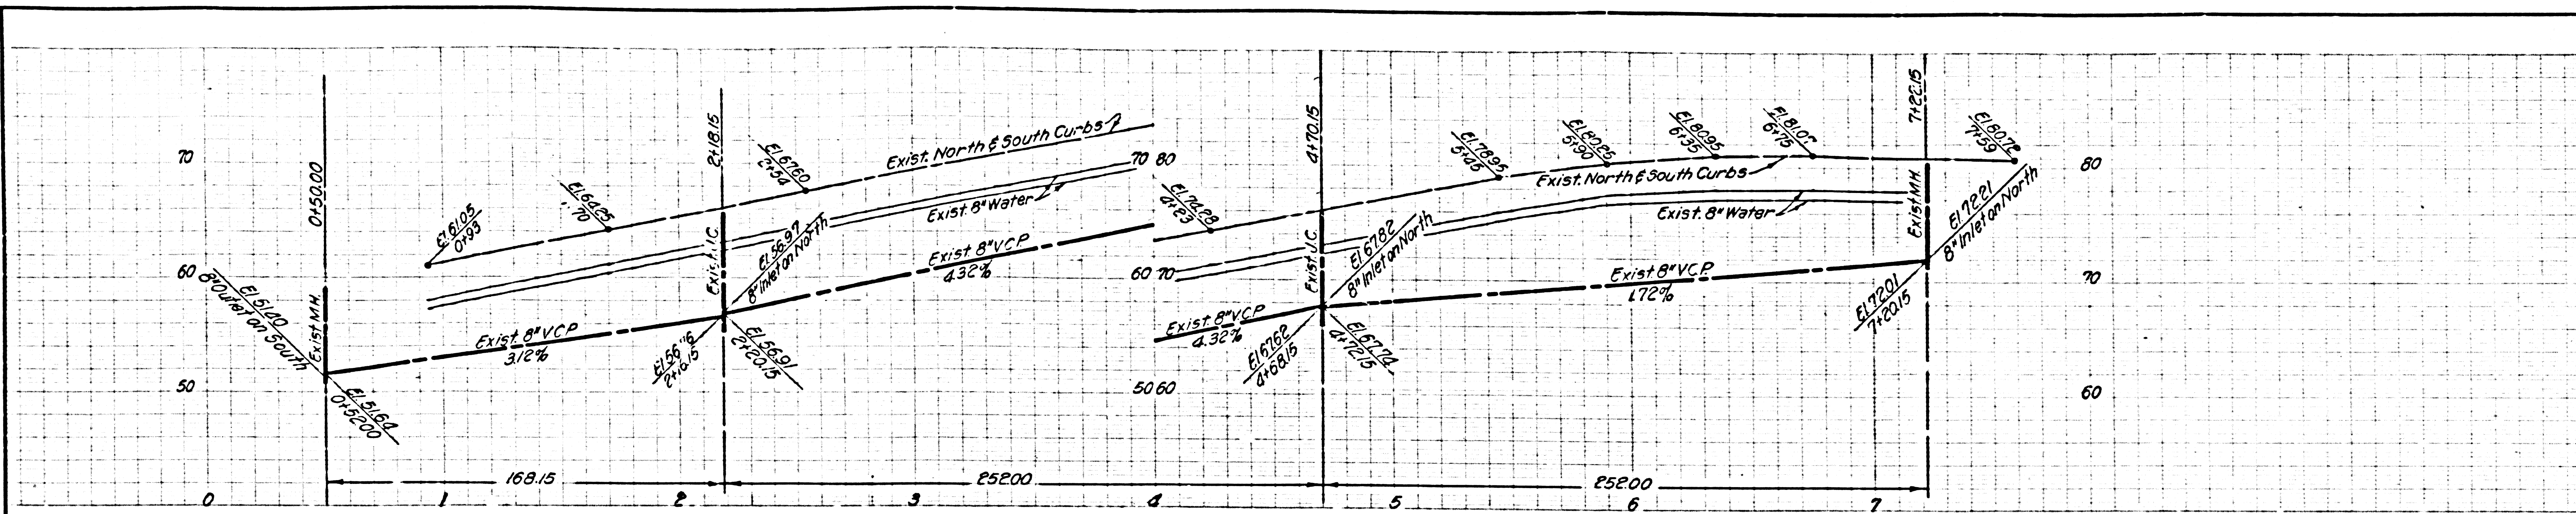 0+50.00
2+18.15
4+70.15
7+22.15
70
60
50
El. 61.05
0+93
El. 64.25
70
El. 67.60
2+54
Exist. North & South Curbs
Exist. 8" Water
El. 51.40
8" Outlet on South
Exist M.H.
El. 51.64
0+52.00
Exist. 8" VCP
3.12%
Exist. J.C.
El. 56.97
8" Inlet on North
2+16.15
El. 56.91
2+20.15
Exist 8" VCP
4.32%
70 80
60 70
50 60
El. 74.28
4+23
El. 78.95
5+45
El. 80.25
5+90
El. 80.95
6+35
El. 81.07
6+75
El. 80.72
7+59
Exist. North & South Curbs
Exist. 8" Water
Exist. 8" VCP
4.32%
Exist. J.C.
El. 67.82
8" Inlet on North
El. 67.62
4+68.15
El. 67.74
4+72.15
Exist 8" VCP
1.72%
Exist. M.H.
El. 72.21
8" Inlet on North
El. 72.01
7+20.15
80
70
60
168.15
252.00
252.00
0 1 2 3 4 5 6 7